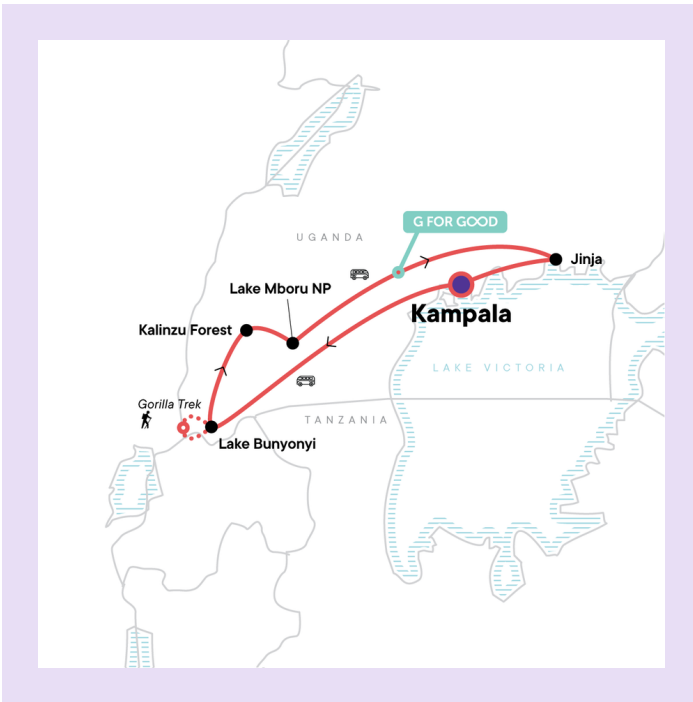 G FOR GOOD
UGANDA
Jinja
Lake Mboru NP
Kampala
Kalinzu Forest
LAKE VICTORIA
Gorilla Trek
TANZANIA
Lake Bunyonyi